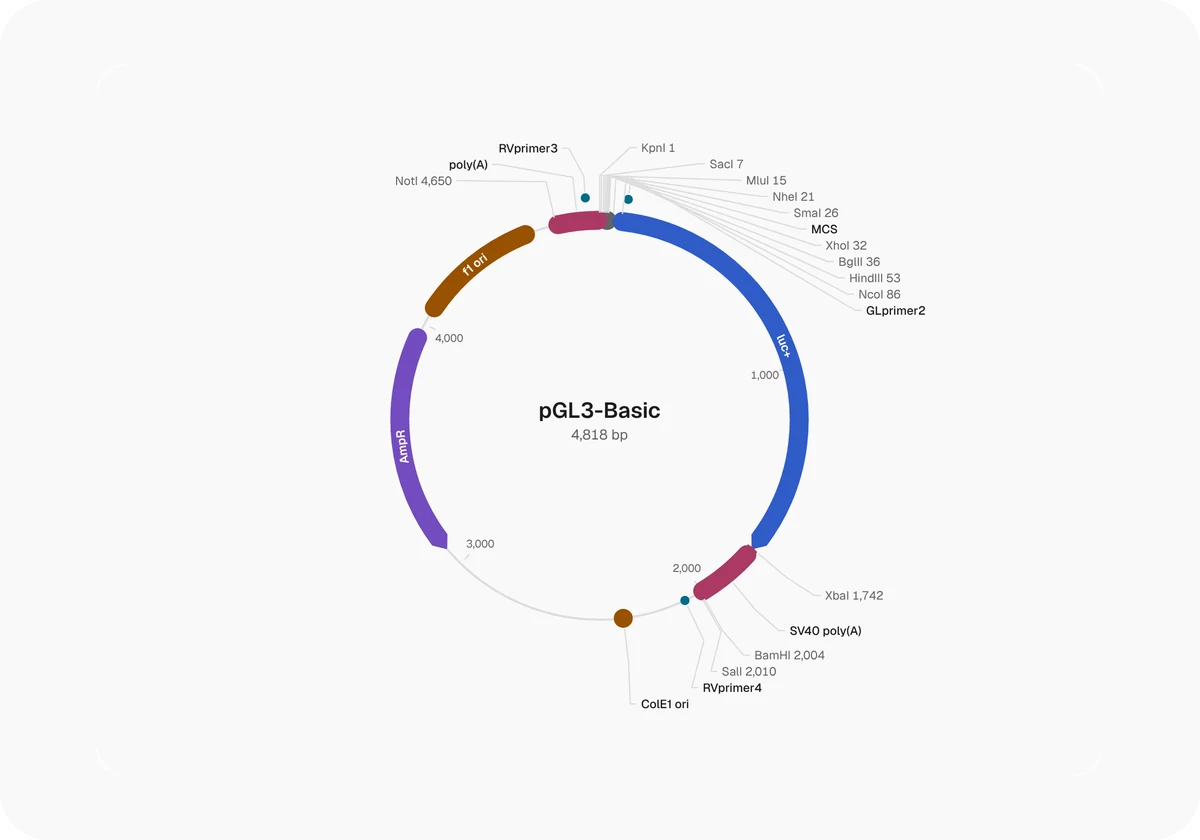 RVprimer3
poly(A)
NotI 4,650
KpnI 1
SacI 7
MluI 15
NheI 21
SmaI 26
MCS
XhoI 32
BglII 36
HindIII 53
NcoI 86
GLprimer2
f1 ori
luc+
4,000
1,000
pGL3-Basic
4,818 bp
AmpR
3,000
2,000
XbaI 1,742
SV40 poly(A)
BamHI 2,004
SalI 2,010
RVprimer4
ColE1 ori